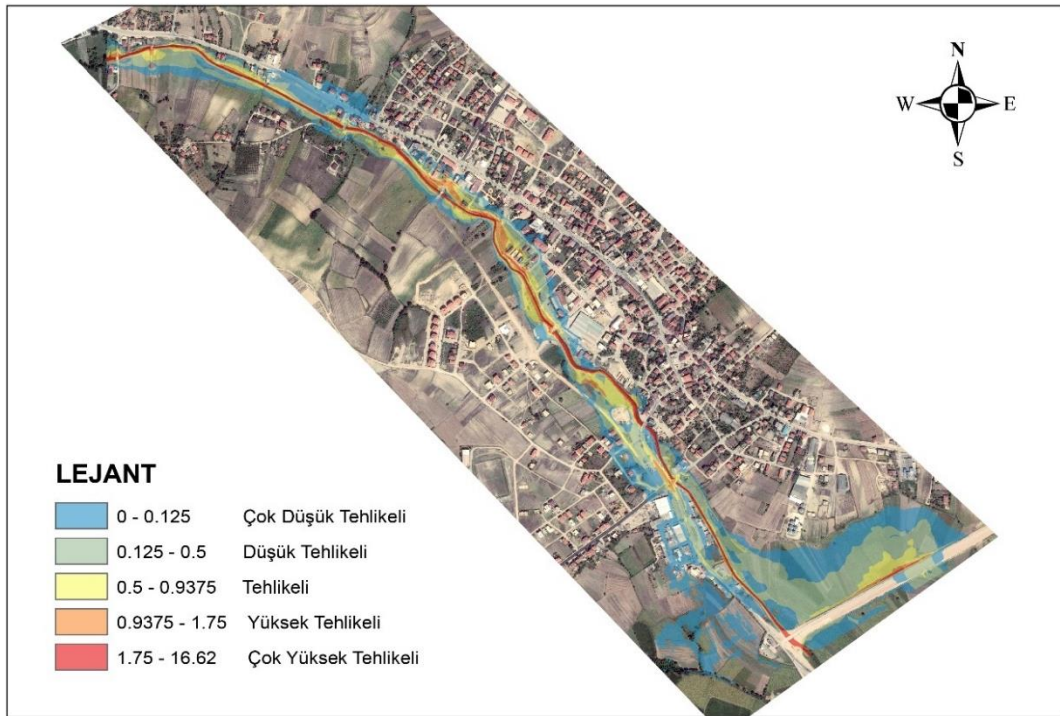 N
W E
S
LEJANT
0 - 0.125 Çok Düşük Tehlikeli
0.125 - 0.5 Düşük Tehlikeli
0.5 - 0.9375 Tehlikeli
0.9375 - 1.75 Yüksek Tehlikeli
1.75 - 16.62 Çok Yüksek Tehlikeli